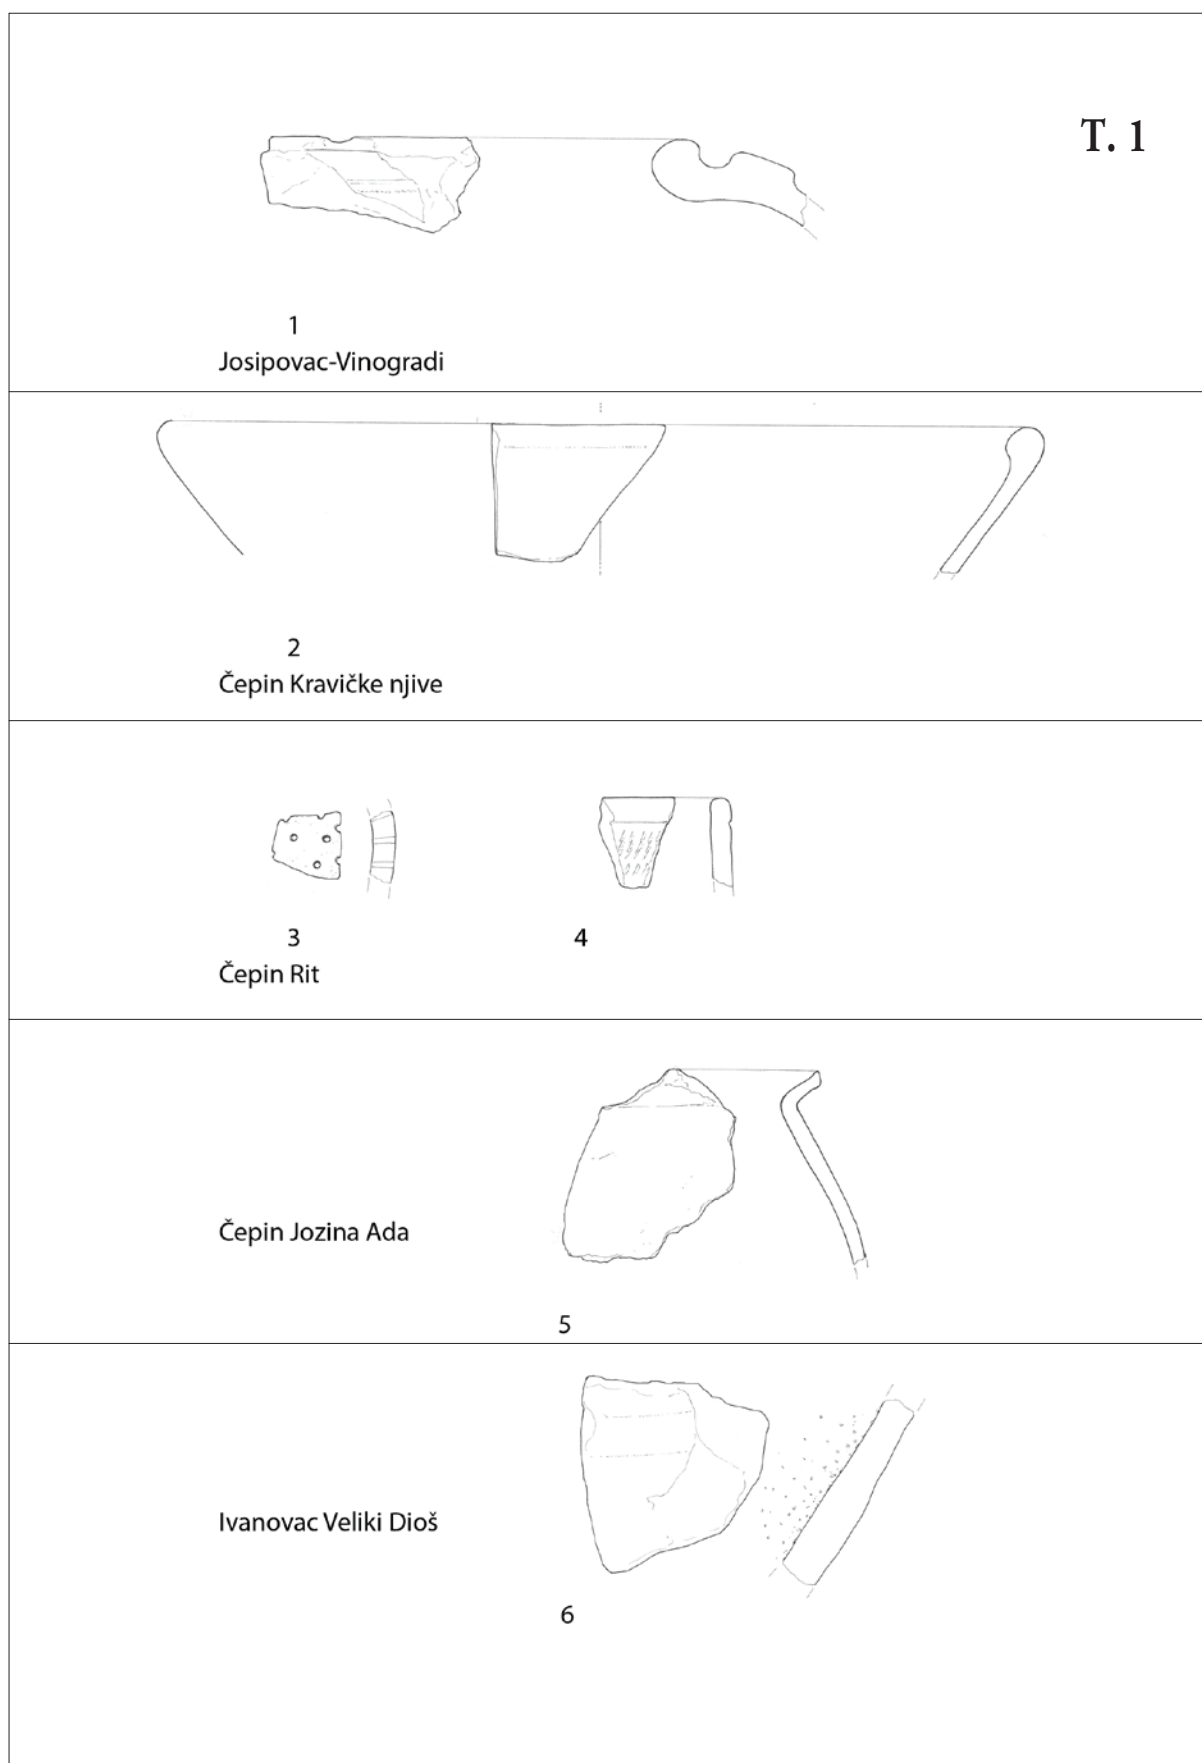 T. 1
1
Josipovac-Vinogradi
2
Čepin Kravičke njive
3 4
Čepin Rit
Čepin Jozina Ada
5
Ivanovac Veliki Dioš
6